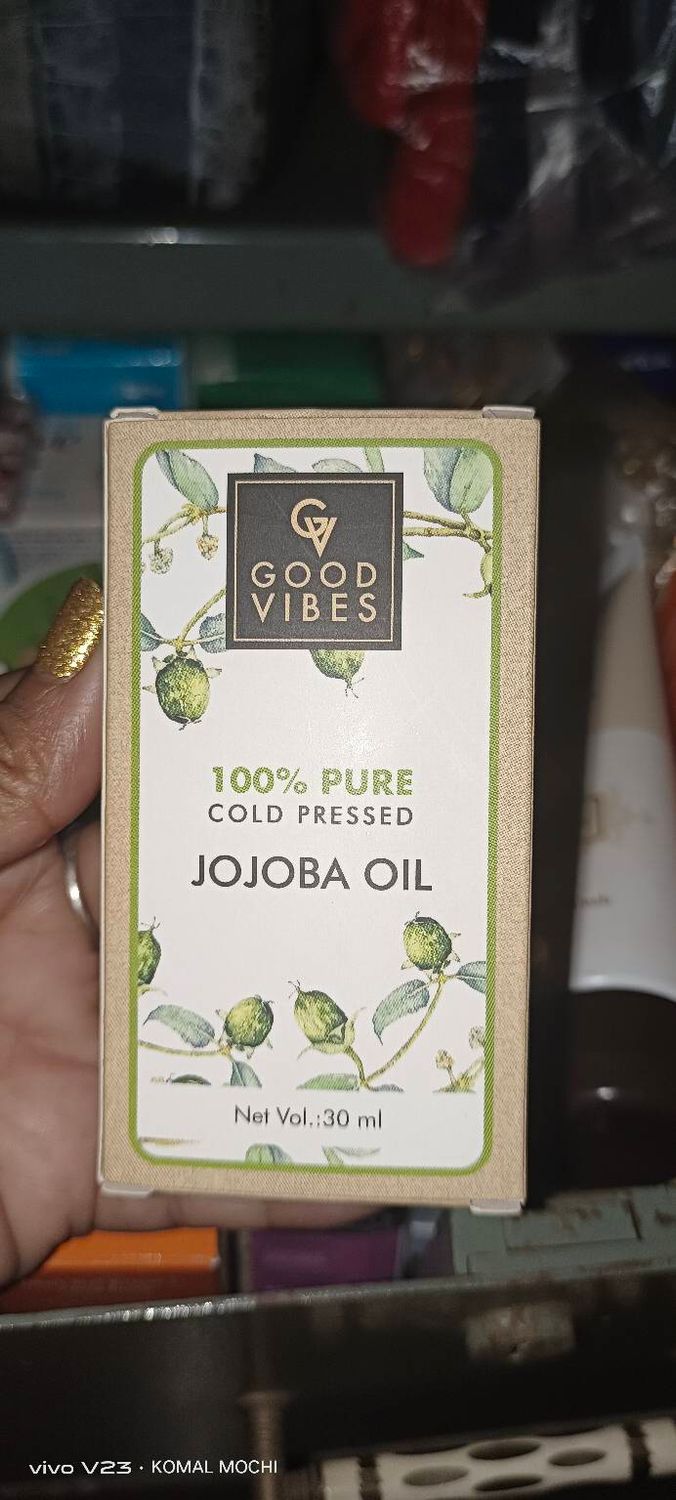 GV
GOOD
VIBES
100% PURE
COLD PRESSED
JOJOBA OIL
Net Vol.:30 ml
vivo V23 · KOMAL MOCHI